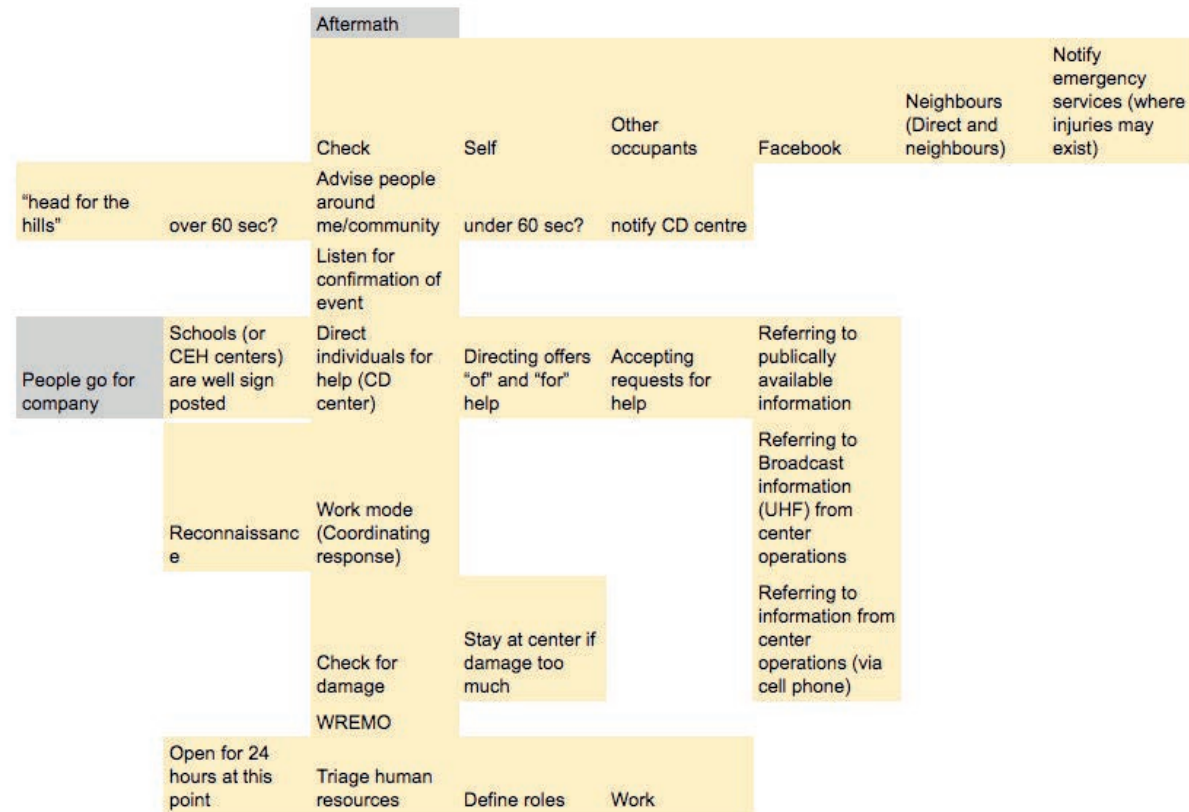 Aftermath
Check
Self
Other
occupants
Facebook
Neighbours
(Direct and
neighbours)
Notify
emergency
services (where
injuries may
exist)
“head for the
hills”
over 60 sec?
Advise people
around
me/community
under 60 sec?
notify CD centre
Listen for
confirmation of
event
People go for
company
Schools (or
CEH centers)
are well sign
posted
Direct
individuals for
help (CD
center)
Directing offers
“of” and “for”
help
Accepting
requests for
help
Referring to
publically
available
information
Reconnaissanc
e
Work mode
(Coordinating
response)
Referring to
Broadcast
information
(UHF) from
center
operations
Check for
damage
Stay at center if
damage too
much
Referring to
information from
center
operations (via
cell phone)
WREMO
Open for 24
hours at this
point
Triage human
resources
Define roles
Work